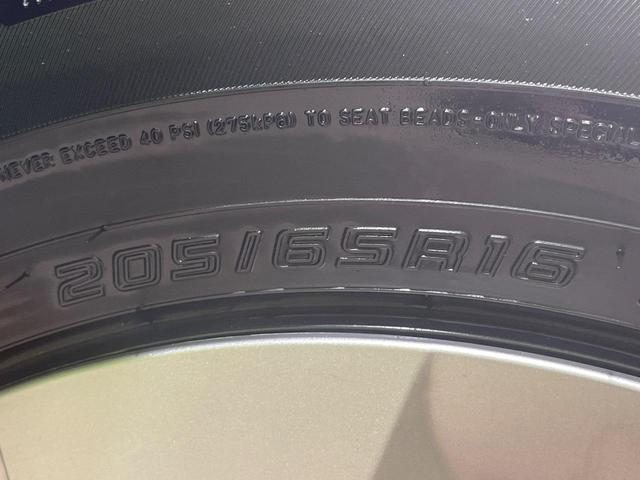 NEVER EXCEED 40 PSI (275kPa) TO SEAT BEADS-ONLY SPECIAL
205/65R16